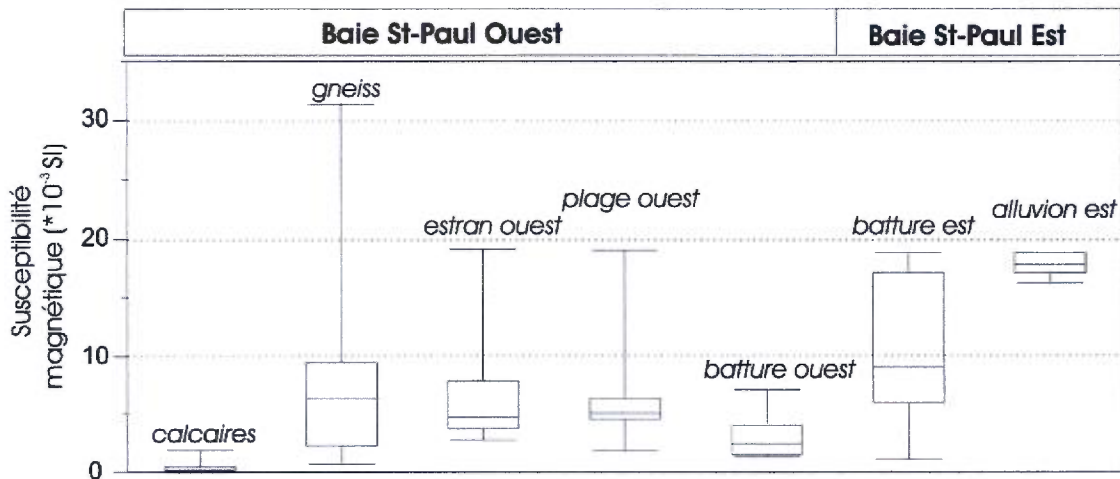 Baie St-Paul Ouest
Baie St-Paul Est
Susceptibilité
magnétique (*10⁻³ SI)
30
20
10
0
calcaires
gneiss
estran ouest
plage ouest
batture ouest
batture est
alluvion est